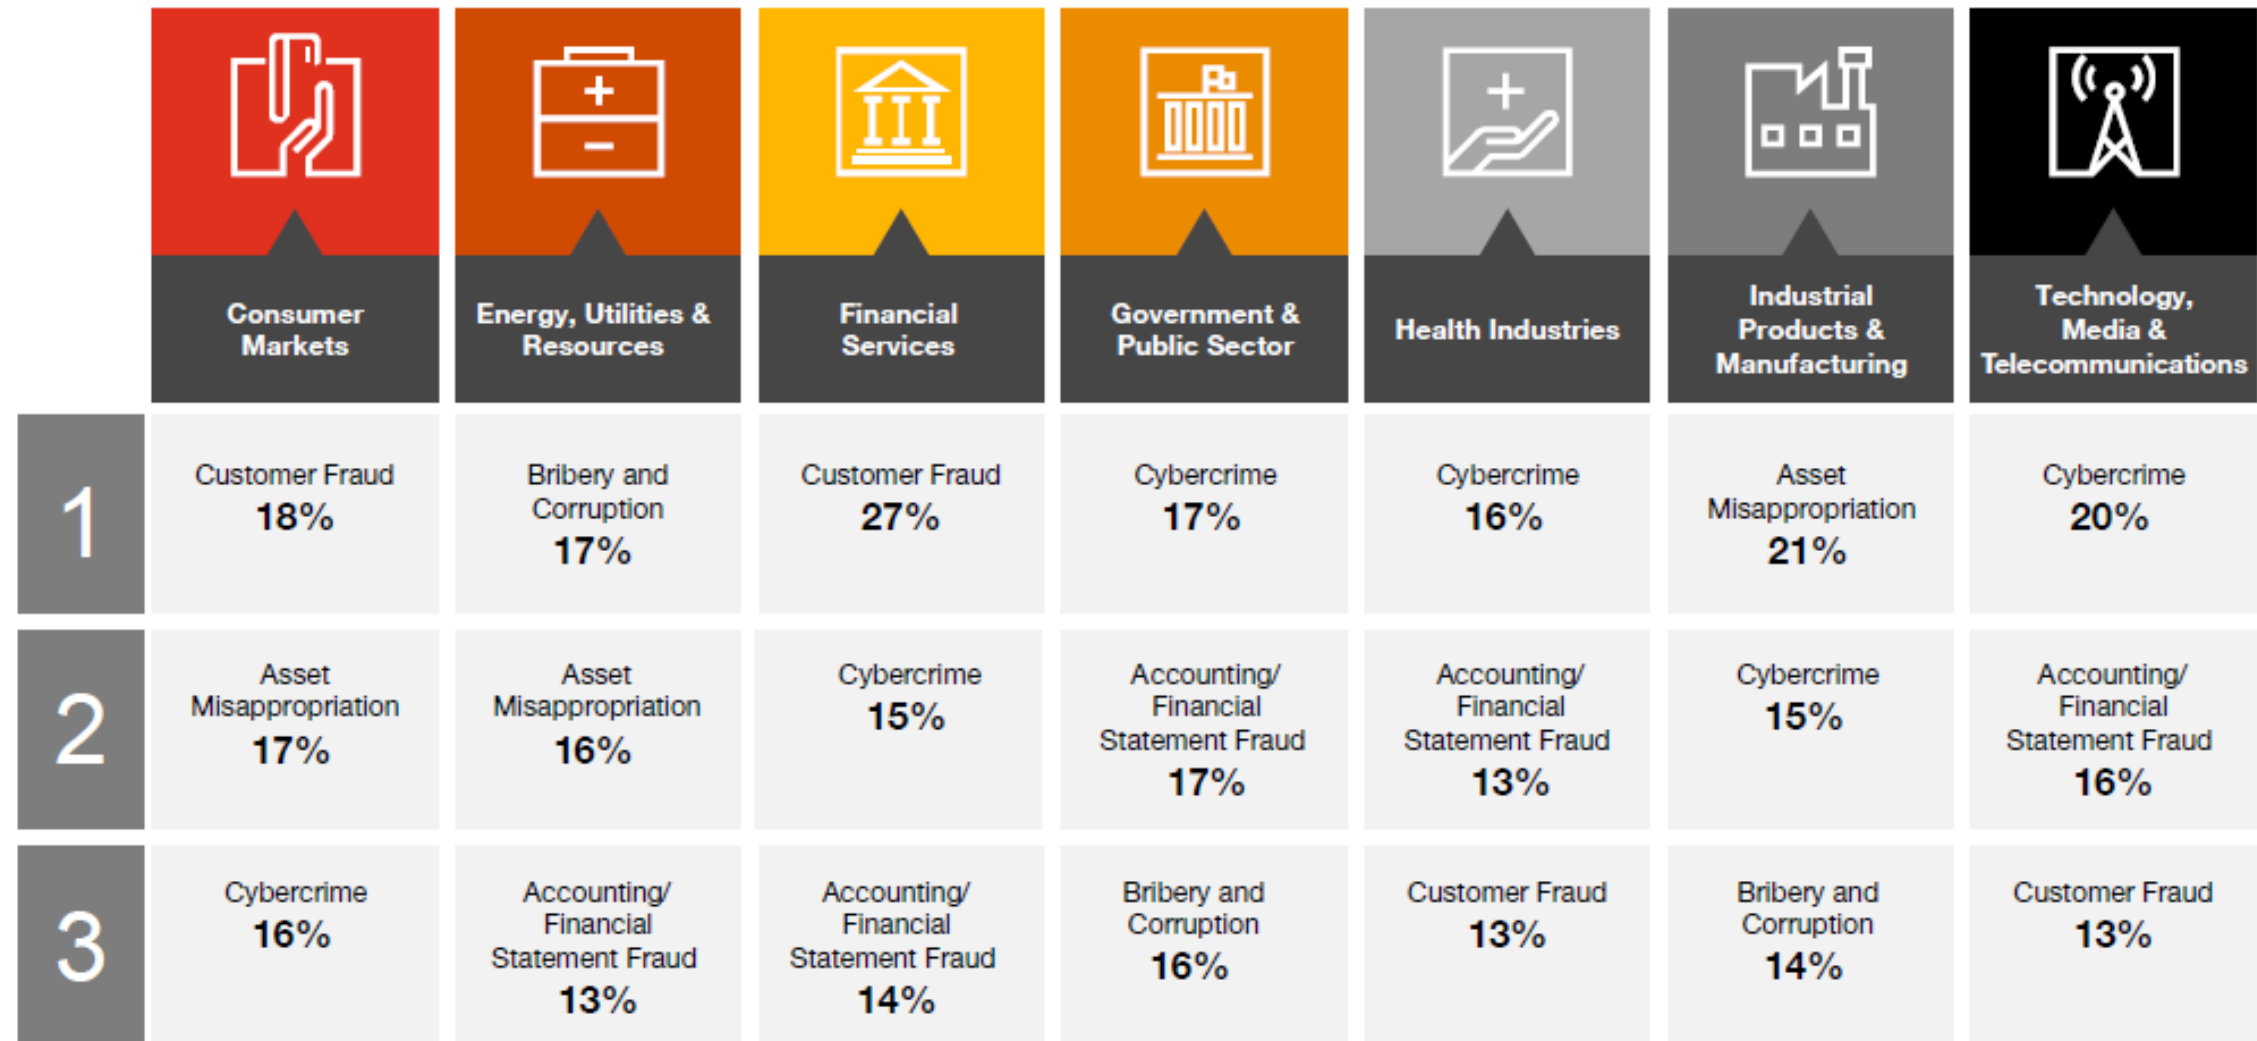 Consumer
Markets
Energy, Utilities &
Resources
Financial
Services
Government &
Public Sector
Health Industries
Industrial
Products &
Manufacturing
Technology,
Media &
Telecommunications
1
Customer Fraud
18%
Bribery and
Corruption
17%
Customer Fraud
27%
Cybercrime
17%
Cybercrime
16%
Asset
Misappropriation
21%
Cybercrime
20%
2
Asset
Misappropriation
17%
Asset
Misappropriation
16%
Cybercrime
15%
Accounting/
Financial
Statement Fraud
17%
Accounting/
Financial
Statement Fraud
13%
Cybercrime
15%
Accounting/
Financial
Statement Fraud
16%
3
Cybercrime
16%
Accounting/
Financial
Statement Fraud
13%
Accounting/
Financial
Statement Fraud
14%
Bribery and
Corruption
16%
Customer Fraud
13%
Bribery and
Corruption
14%
Customer Fraud
13%